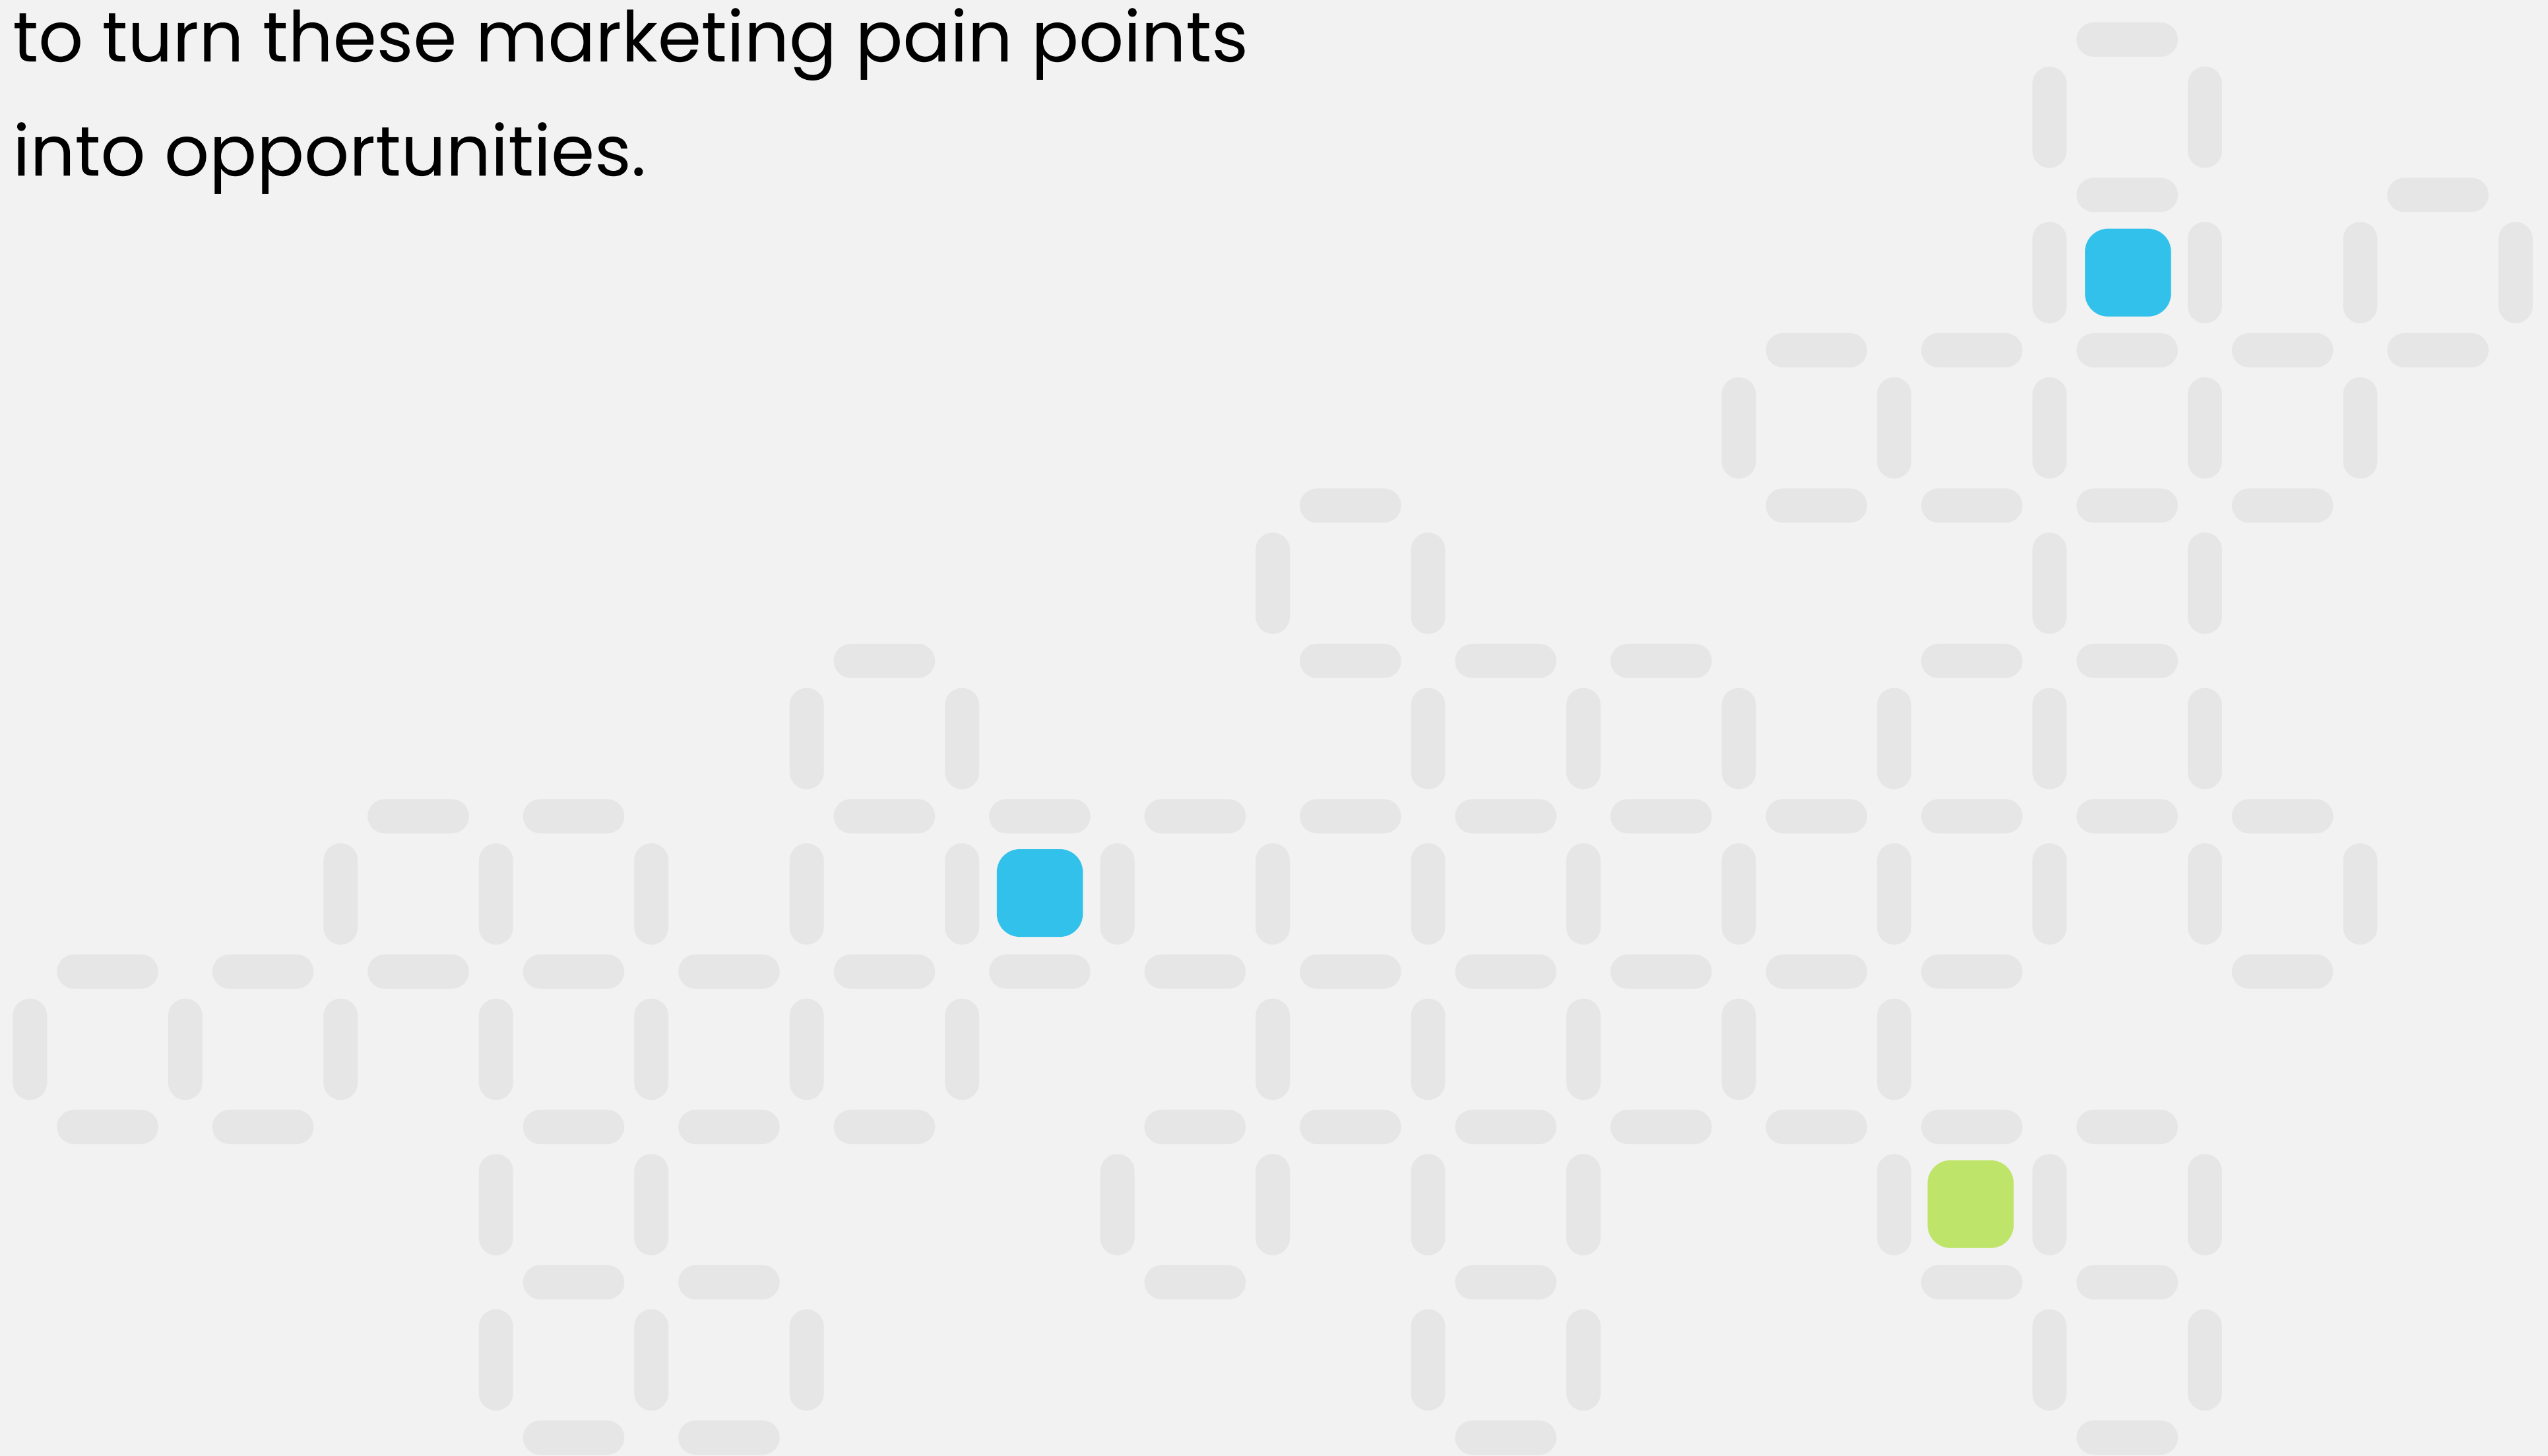 to turn these marketing pain points
into opportunities.